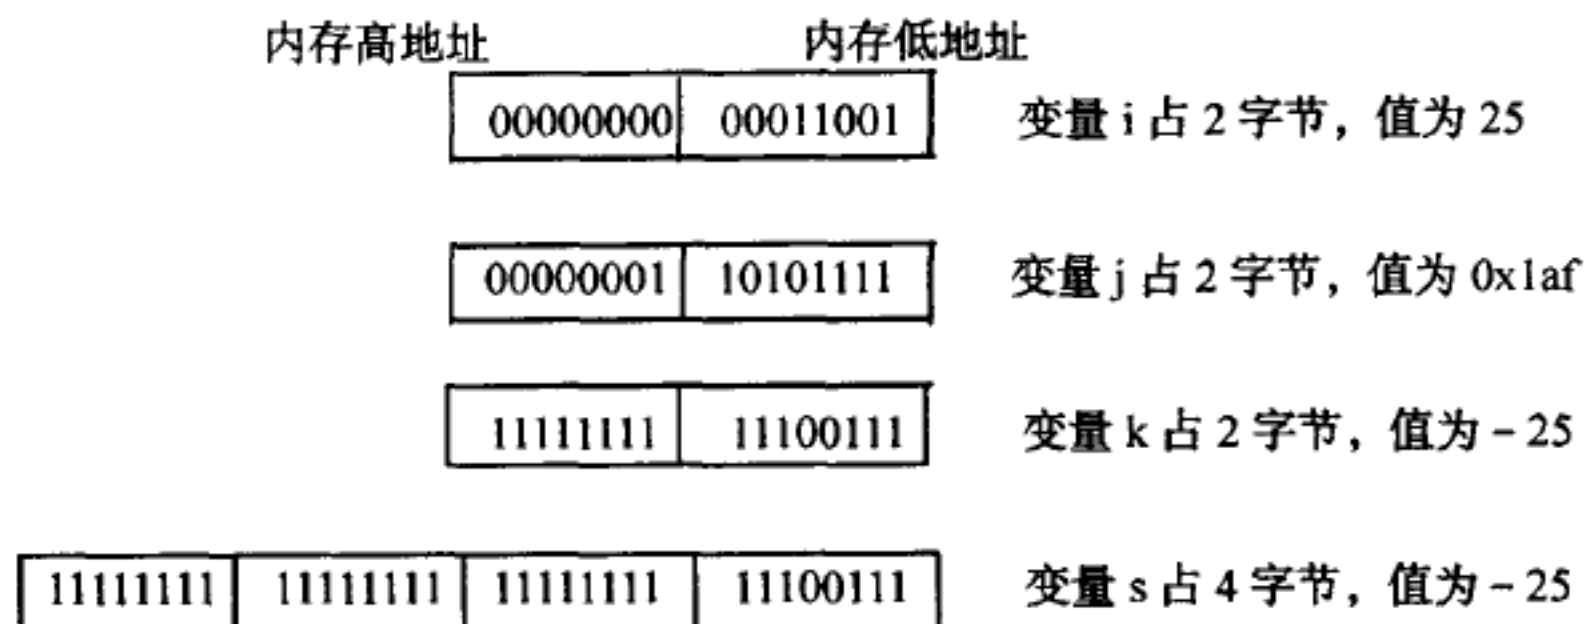 内存高地址 内存低地址
00000000 00011001 变量 i 占 2 字节，值为 25
00000001 10101111 变量 j 占 2 字节，值为 0x1af
11111111 11100111 变量 k 占 2 字节，值为 – 25
11111111 11111111 11111111 11100111 变量 s 占 4 字节，值为 – 25